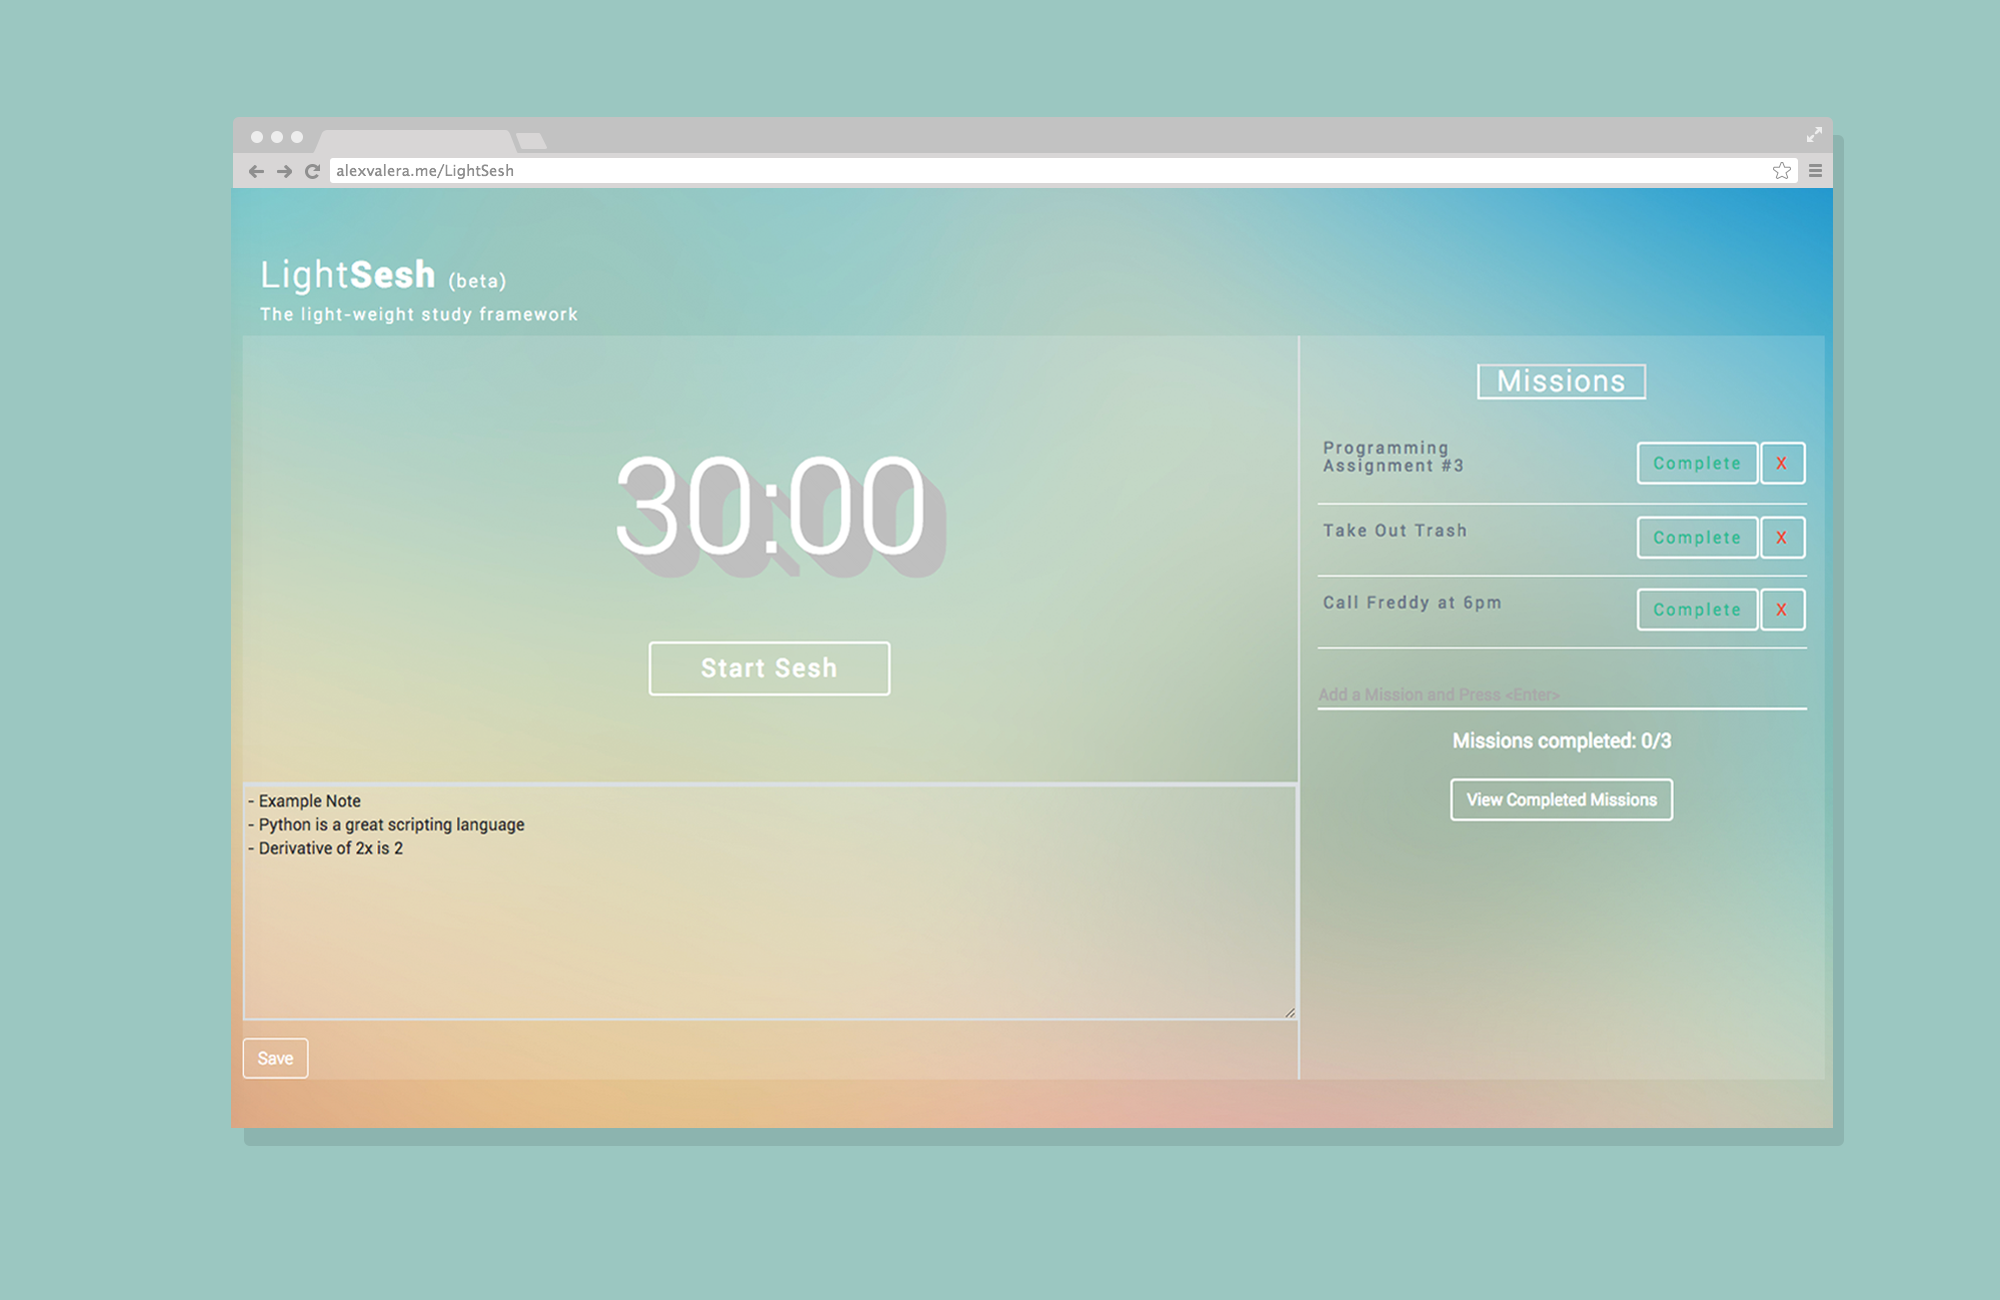 alexvalera.me/LightSesh
LightSesh (beta)
The light-weight study framework
30:00
Start Sesh
- Example Note
- Python is a great scripting language
- Derivative of 2x is 2
Save
Missions
Programming
Assignment #3
Complete X
Take Out Trash
Complete X
Call Freddy at 6pm
Complete X
Add a Mission and Press <Enter>
Missions completed: 0/3
View Completed Missions